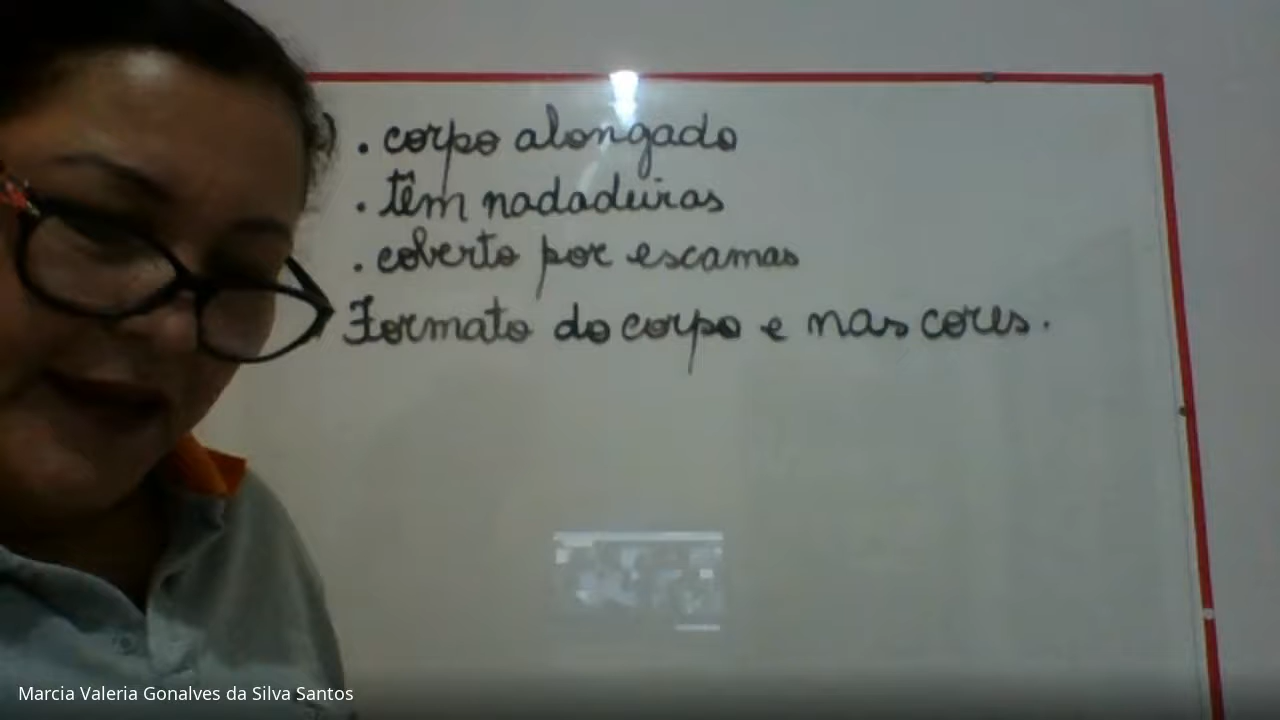 ) . corpo alongado
. têm nadadeiras
. coberto por escamas
Formato do corpo e nas cores.
Marcia Valeria Gonalves da Silva Santos